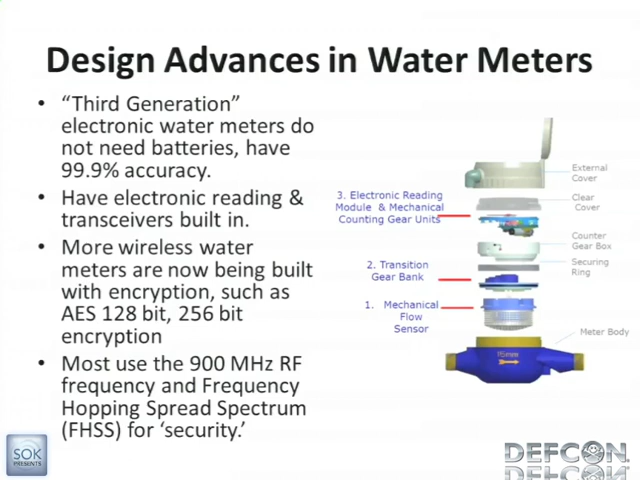 Design Advances in Water Meters
• “Third Generation”
electronic water meters do
not need batteries, have
99.9% accuracy.
• Have electronic reading &
transceivers built in.
• More wireless water
meters are now being built
with encryption, such as
AES 128 bit, 256 bit
encryption
• Most use the 900 MHz RF
frequency and Frequency
Hopping Spread Spectrum
(FHSS) for ‘security.’
External
Cover
3. Electronic Reading
Module & Mechanical
Counting Gear Units
Clear
Cover
Counter
Gear Box
2. Transition
Gear Bank
Securing
Ring
1. Mechanical
Flow
Sensor
Meter Body
15mm
SOK
PRESENTS
DEFCON